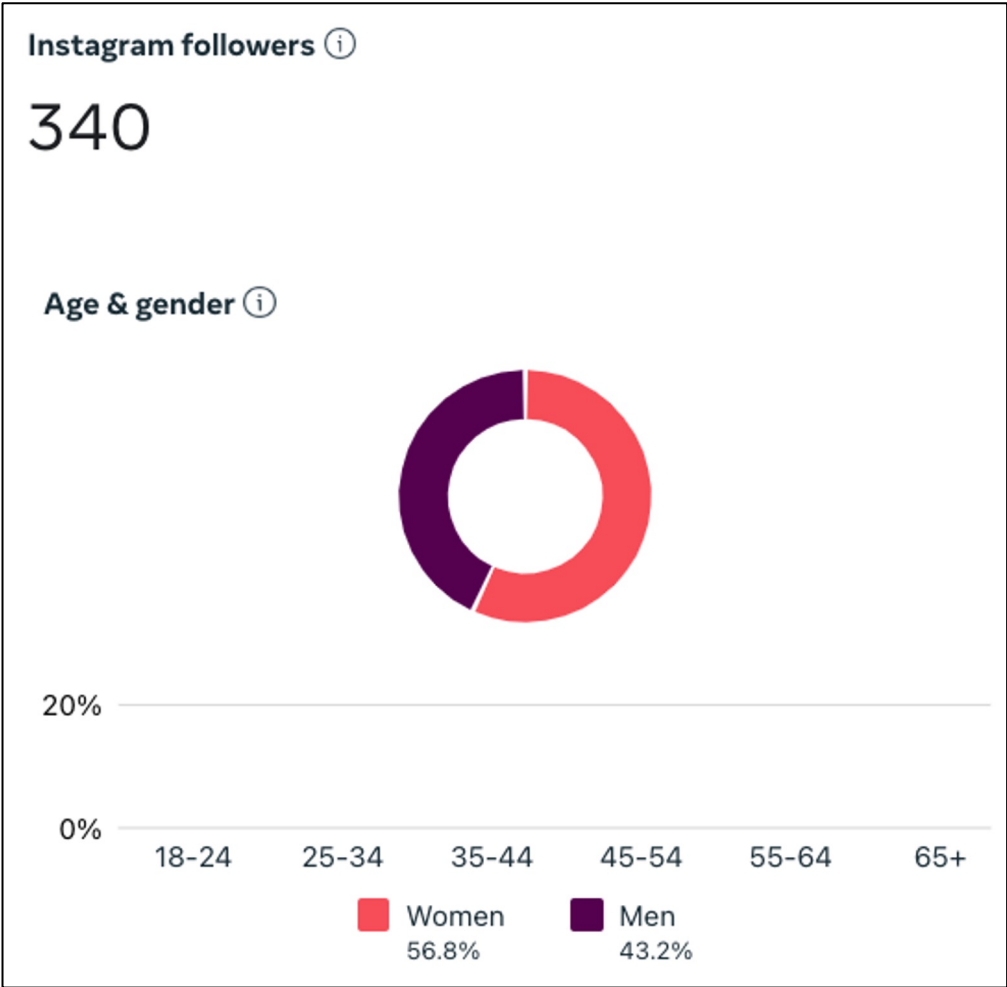 Instagram followers
340
Age & gender
20%
0%
18-24 25-34 35-44 45-54 55-64 65+
Women Men
56.8% 43.2%